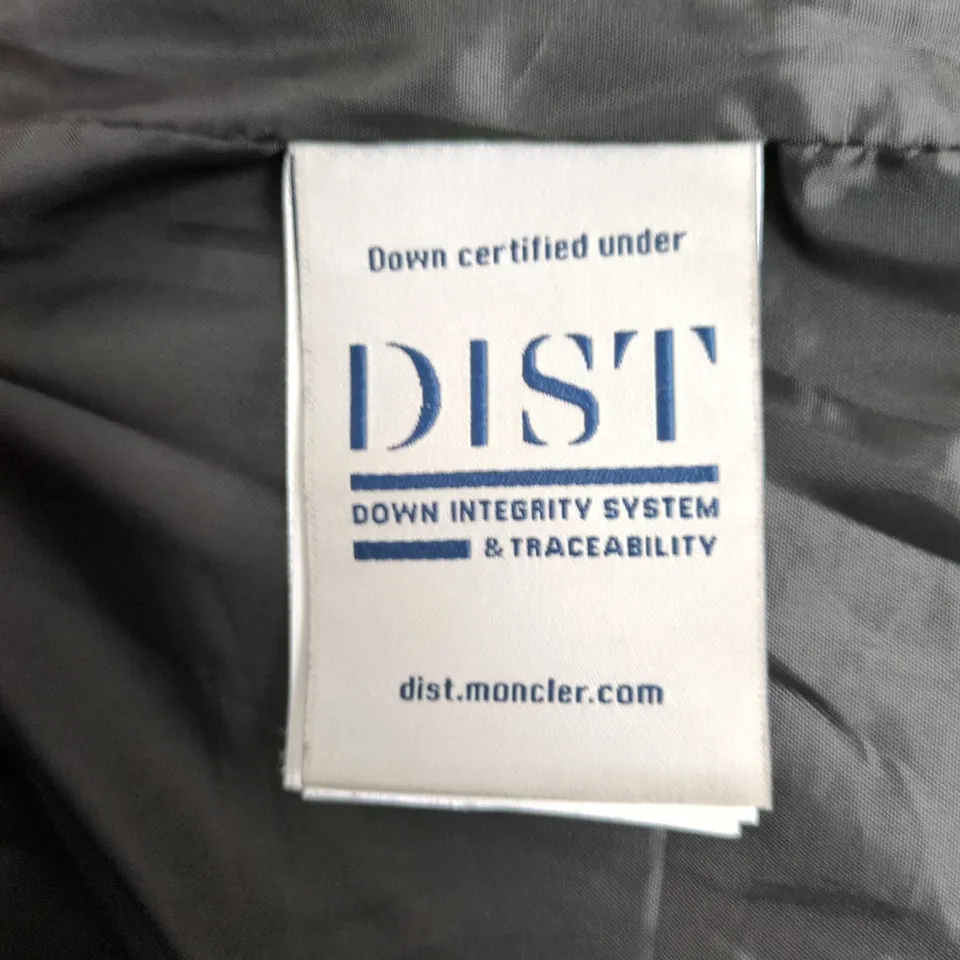 Down certified under
DIST
DOWN INTEGRITY SYSTEM
& TRACEABILITY
dist.moncler.com